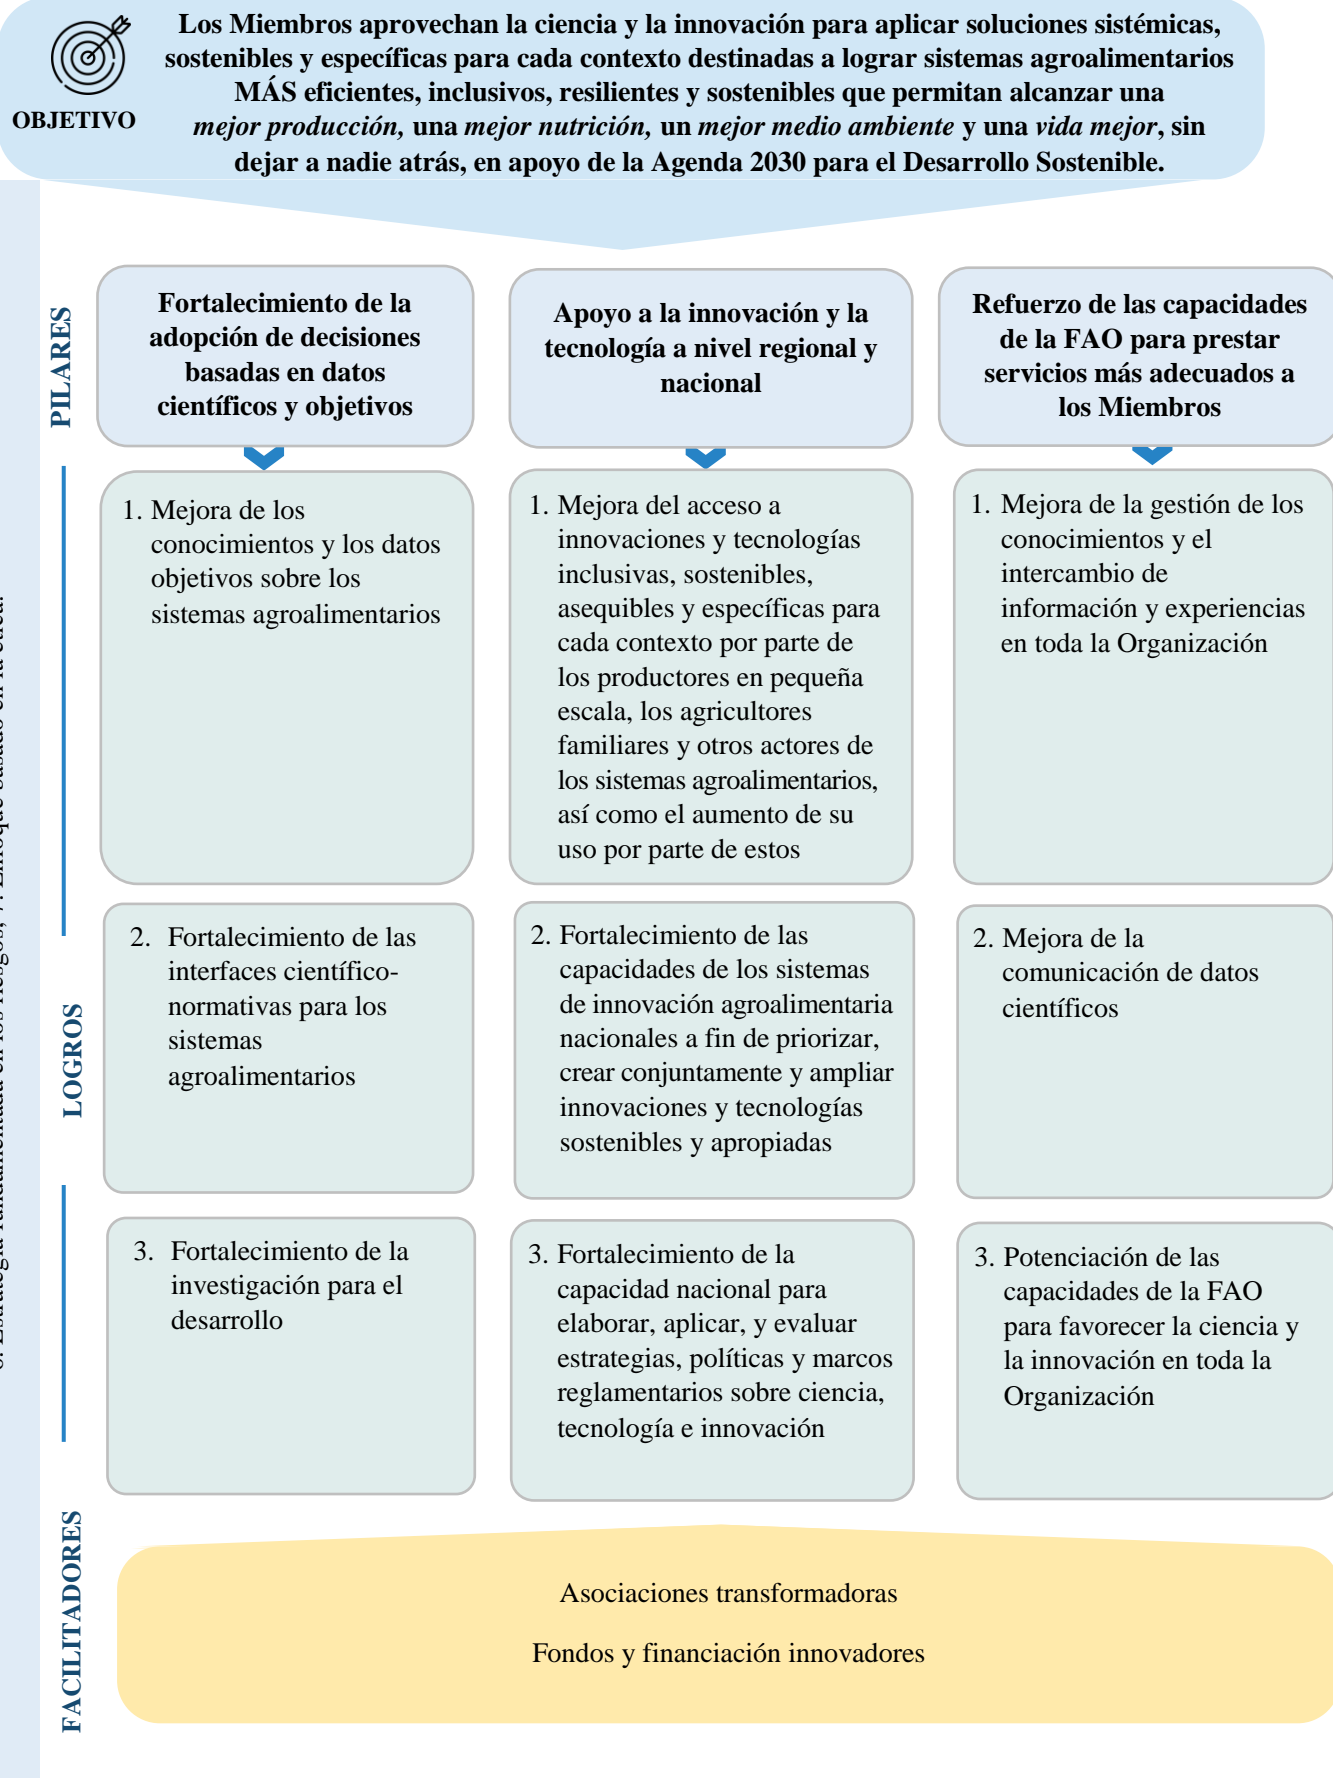 Los Miembros aprovechan la ciencia y la innovación para aplicar soluciones sistémicas,
sostenibles y específicas para cada contexto destinadas a lograr sistemas agroalimentarios
MÁS eficientes, inclusivos, resilientes y sostenibles que permitan alcanzar una
mejor producción, una mejor nutrición, un mejor medio ambiente y una vida mejor, sin
dejar a nadie atrás, en apoyo de la Agenda 2030 para el Desarrollo Sostenible.
OBJETIVO
PILARES
Fortalecimiento de la
adopción de decisiones
basadas en datos
científicos y objetivos
Apoyo a la innovación y la
tecnología a nivel regional y
nacional
Refuerzo de las capacidades
de la FAO para prestar
servicios más adecuados a
los Miembros
LOGROS
1. Mejora de los
conocimientos y los datos
objetivos sobre los
sistemas agroalimentarios
1. Mejora del acceso a
innovaciones y tecnologías
inclusivas, sostenibles,
asequibles y específicas para
cada contexto por parte de
los productores en pequeña
escala, los agricultores
familiares y otros actores de
los sistemas agroalimentarios,
así como el aumento de su
uso por parte de estos
1. Mejora de la gestión de los
conocimientos y el
intercambio de
información y experiencias
en toda la Organización
2. Fortalecimiento de las
interfaces científico-
normativas para los
sistemas
agroalimentarios
2. Fortalecimiento de las
capacidades de los sistemas
de innovación agroalimentaria
nacionales a fin de priorizar,
crear conjuntamente y ampliar
innovaciones y tecnologías
sostenibles y apropiadas
2. Mejora de la
comunicación de datos
científicos
3. Fortalecimiento de la
investigación para el
desarrollo
3. Fortalecimiento de la
capacidad nacional para
elaborar, aplicar, y evaluar
estrategias, políticas y marcos
reglamentarios sobre ciencia,
tecnología e innovación
3. Potenciación de las
capacidades de la FAO
para favorecer la ciencia y
la innovación en toda la
Organización
FACILITADORES
Asociaciones transformadoras
Fondos y financiación innovadores